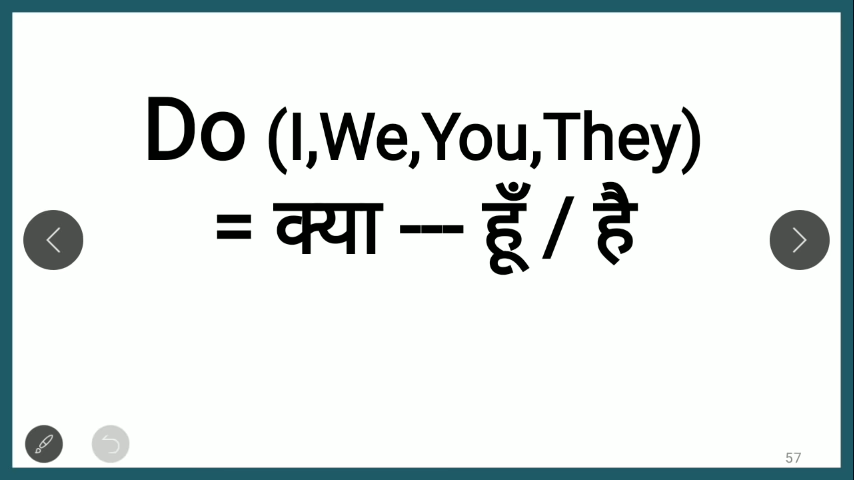 Do (I,We,You,They)
= क्या --- हूँ / है
57